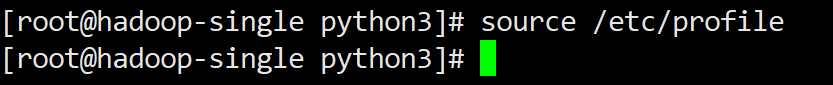 [root@hadoop-single python3]# source /etc/profile
[root@hadoop-single python3]#